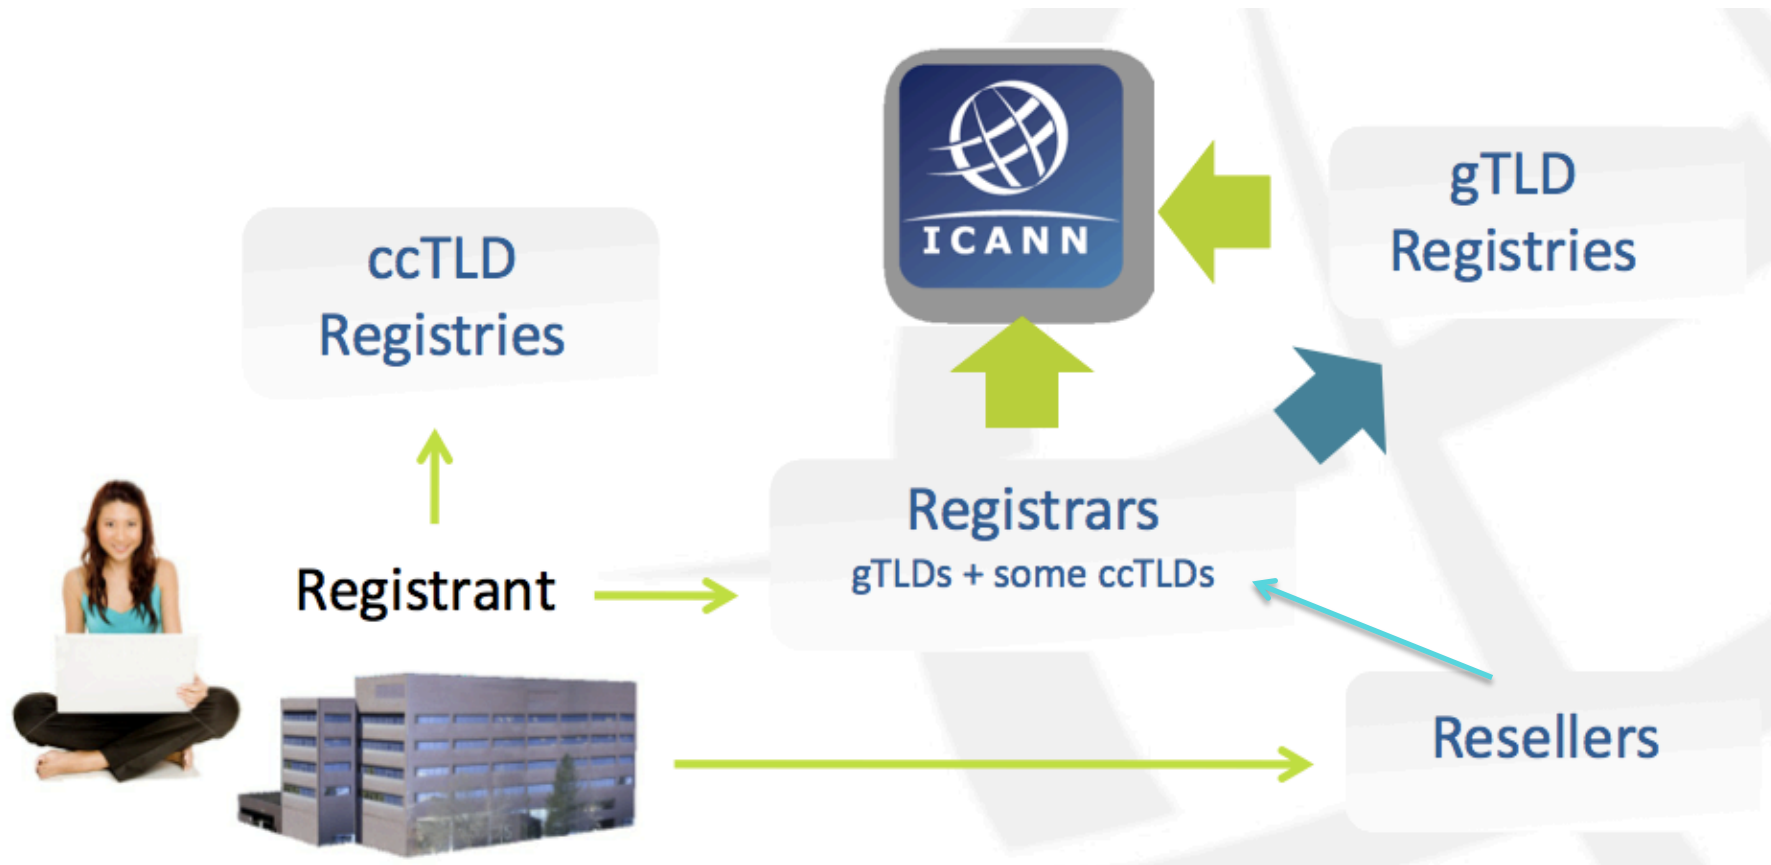 ICANN
gTLD
Registries
ccTLD
Registries
Registrars
gTLDs + some ccTLDs
Registrant
Resellers